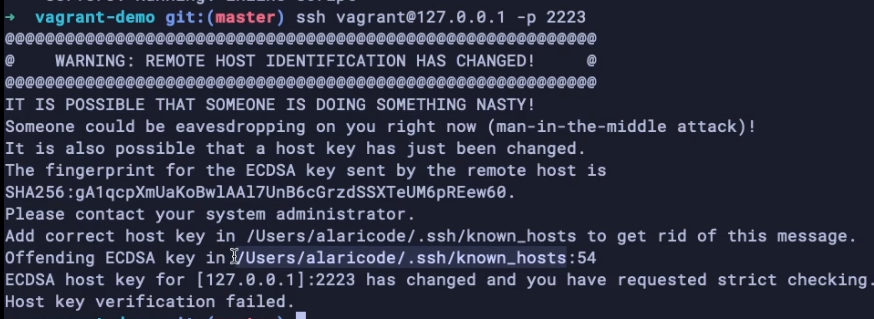 ➜ vagrant-demo git:(master) ssh vagrant@127.0.0.1 -p 2223
@@@@@@@@@@@@@@@@@@@@@@@@@@@@@@@@@@@@@@@@@@@@@@@@@@@@@@@@@@@
@    WARNING: REMOTE HOST IDENTIFICATION HAS CHANGED!     @
@@@@@@@@@@@@@@@@@@@@@@@@@@@@@@@@@@@@@@@@@@@@@@@@@@@@@@@@@@@
IT IS POSSIBLE THAT SOMEONE IS DOING SOMETHING NASTY!
Someone could be eavesdropping on you right now (man-in-the-middle attack)!
It is also possible that a host key has just been changed.
The fingerprint for the ECDSA key sent by the remote host is
SHA256:gA1qcpXmUaKoBwlAAl7UnB6cGrzdSSXTeUM6pREew60.
Please contact your system administrator.
Add correct host key in /Users/alaricode/.ssh/known_hosts to get rid of this message.
Offending ECDSA key in /Users/alaricode/.ssh/known_hosts:54
ECDSA host key for [127.0.0.1]:2223 has changed and you have requested strict checking.
Host key verification failed.